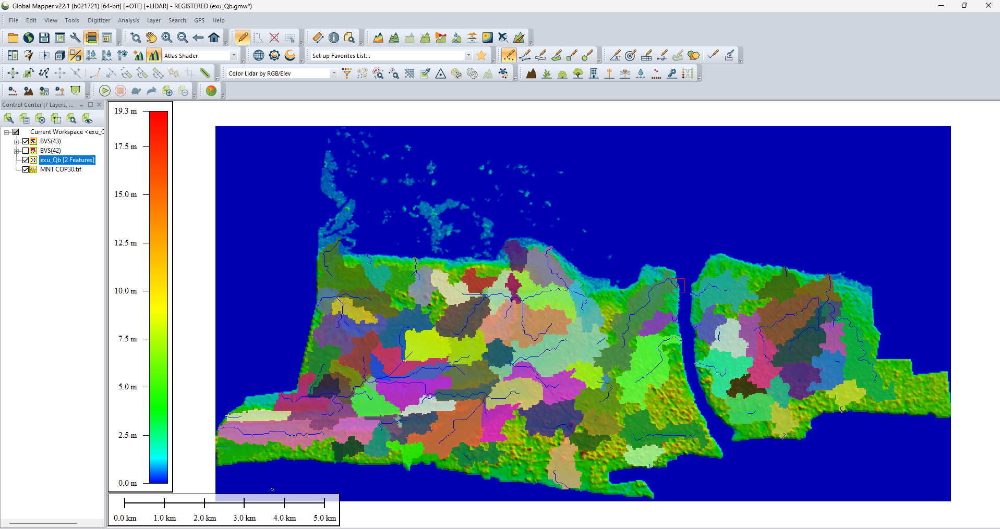 Global Mapper v22.1 (b021721) [64-bit] [+OTF] [+LIDAR] - REGISTERED (exu_Qb.gmw*)
File Edit View Tools Digitizer Analysis Layer Search GPS Help
Atlas Shader
Set up Favorites List...
Color Lidar by RGB/Elev
Control Center (7 Layers, ...
Current Workspace <exu_
BVS(43)
BVS(42)
exu_Qb [2 Features]
MNT COP30.tif
19.3 m
17.5 m
15.0 m
12.5 m
10.0 m
7.5 m
5.0 m
2.5 m
0.0 m
0.0 km 1.0 km 2.0 km 3.0 km 4.0 km 5.0 km